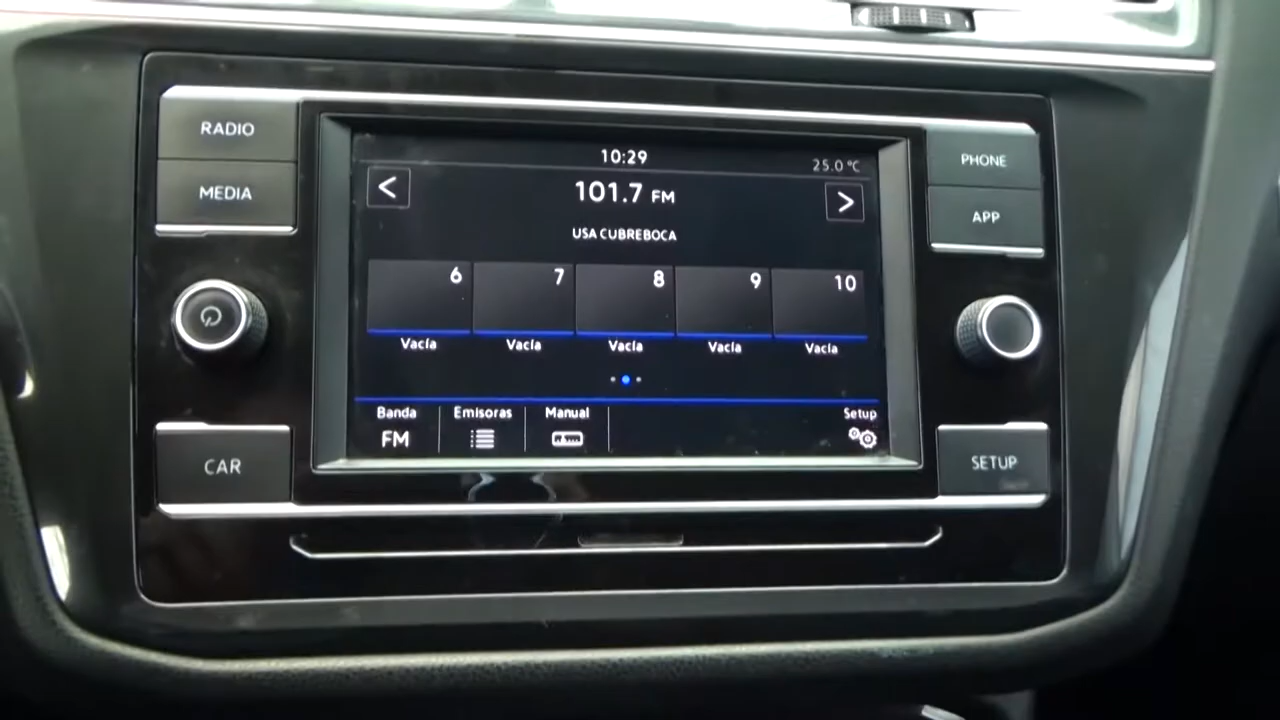 RADIO
MEDIA
PHONE
APP
10:29
25.0 °C
<
101.7 FM
>
USA CUBREBOCA
6 7 8 9 10
Vacía Vacía Vacía Vacía Vacía
Banda Emisoras Manual Setup
FM
CAR
SETUP